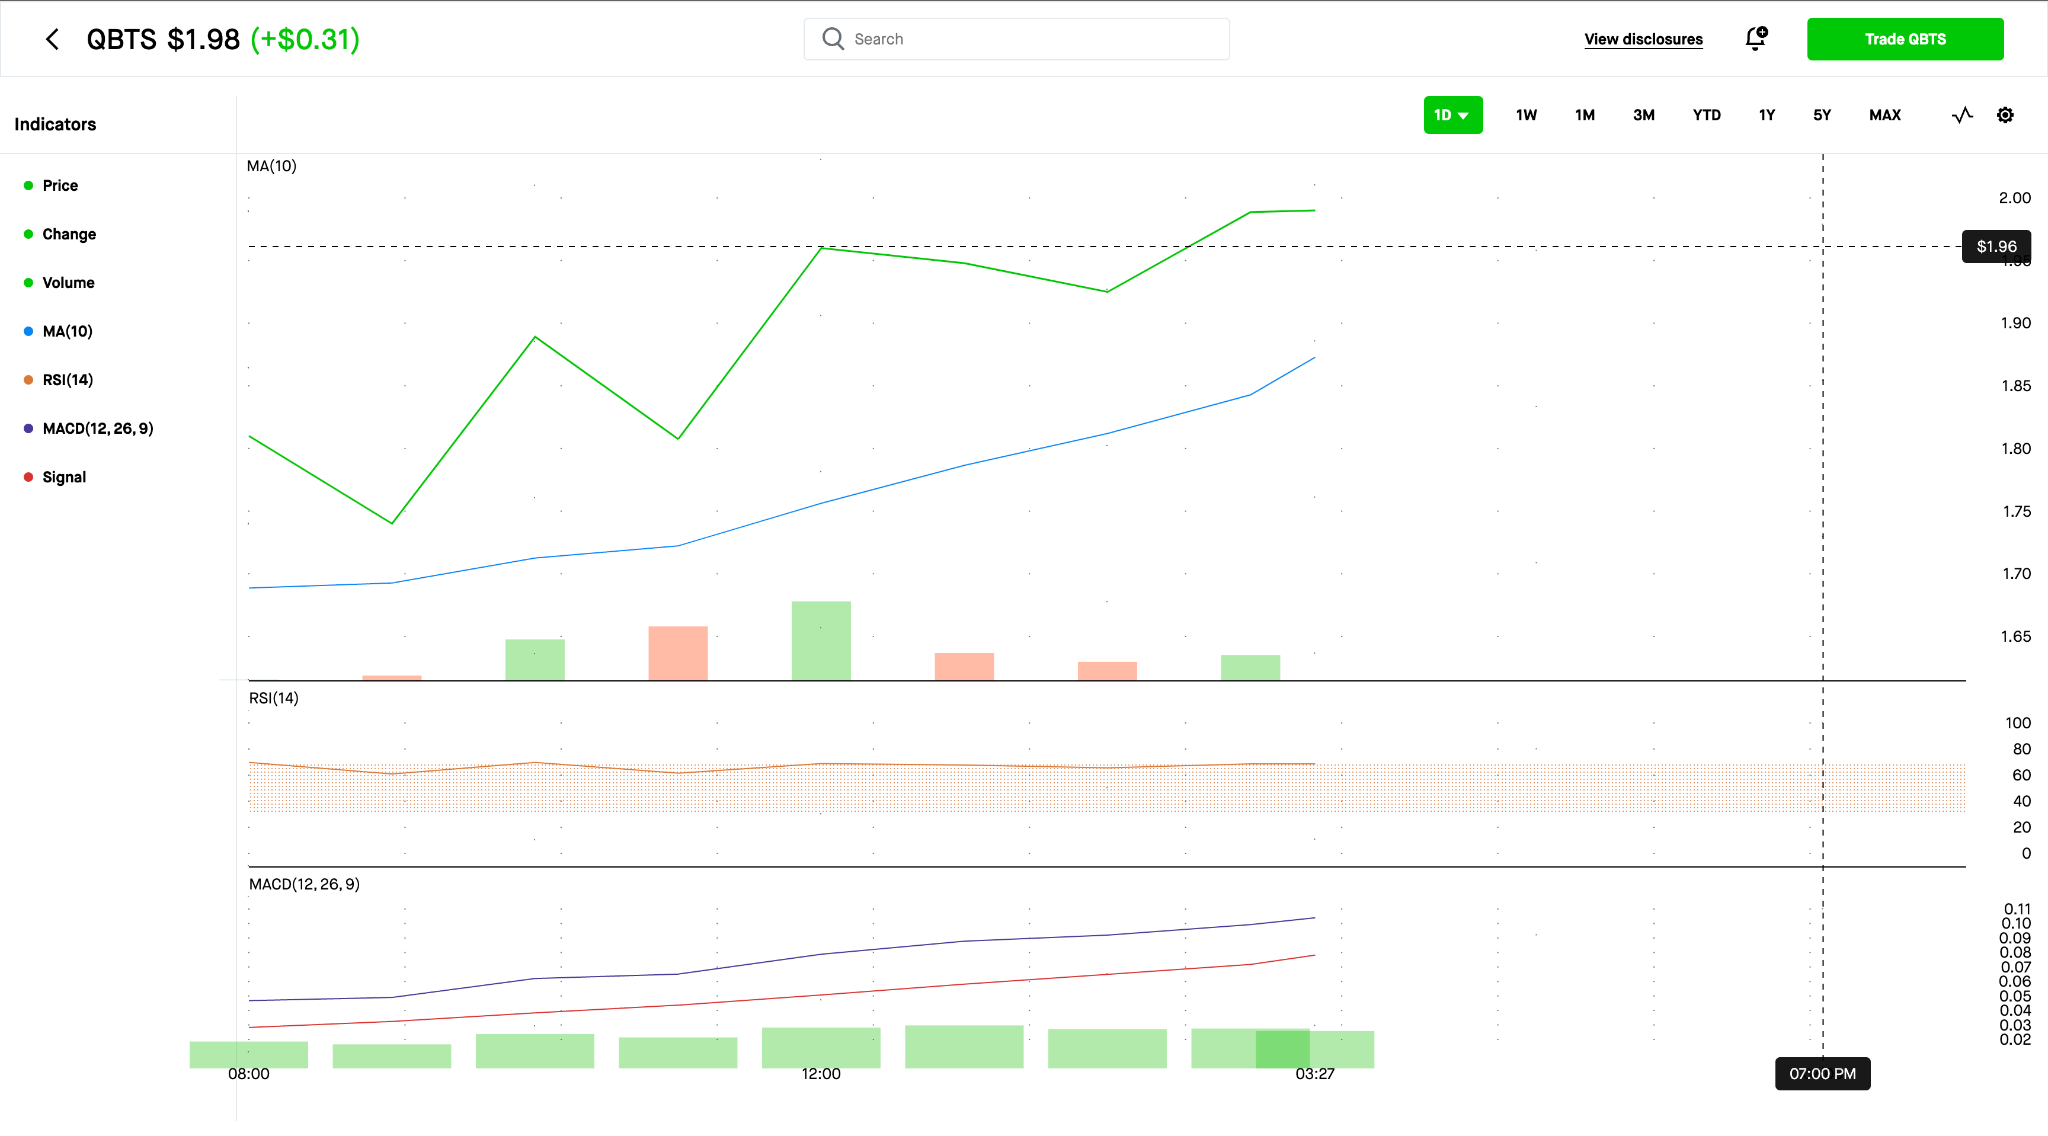 QBTS $1.98 (+$0.31)
Search
View disclosures
Trade QBTS
Indicators
1D 1W 1M 3M YTD 1Y 5Y MAX
Price
Change
Volume
MA(10)
RSI(14)
MACD(12, 26, 9)
Signal
MA(10)
2.00
$1.96
1.95
1.90
1.85
1.80
1.75
1.70
1.65
RSI(14)
100
80
60
40
20
0
MACD(12, 26, 9)
0.11
0.10
0.09
0.08
0.07
0.06
0.05
0.04
0.03
0.02
08:00 12:00 03:27 07:00 PM